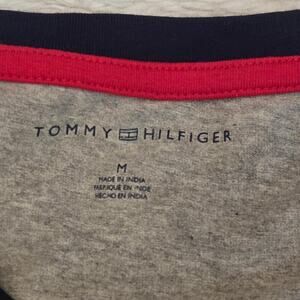 TOMMY HILFIGER
M
MADE IN INDIA
FABRIQUÉ EN INDE
HECHO EN INDIA